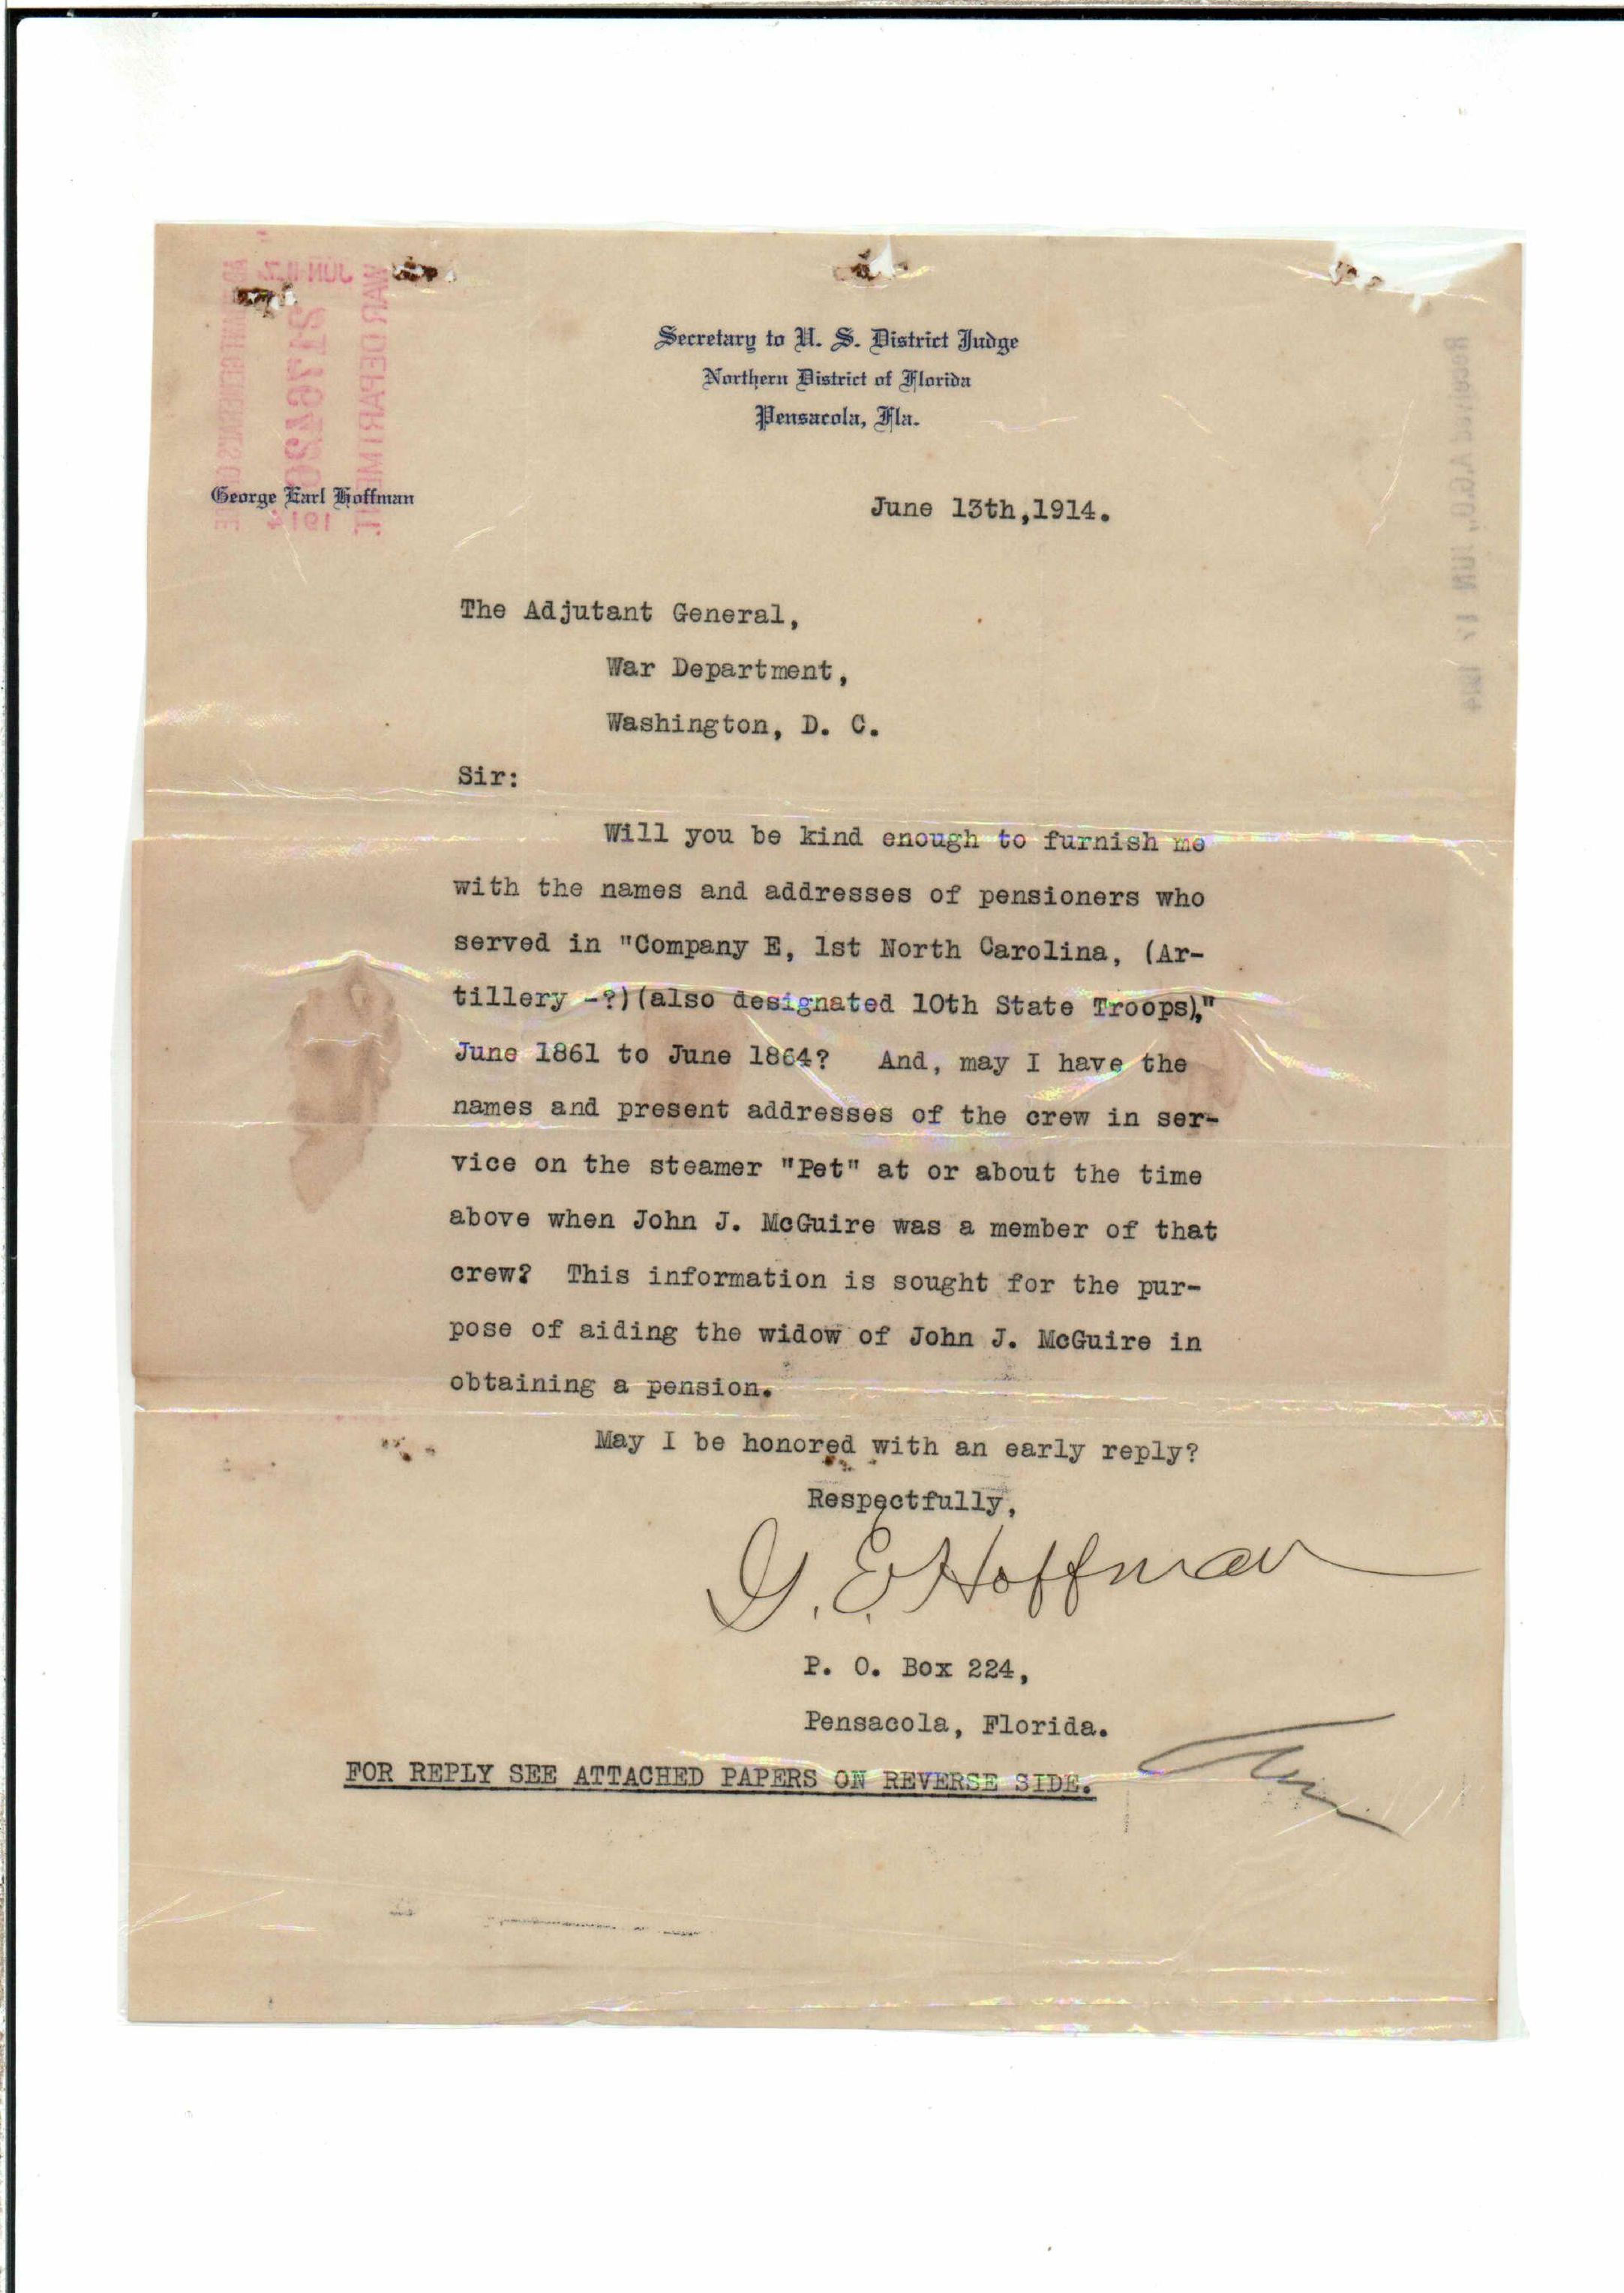 Secretary to U. S. District Judge
Northern District of Florida
Pensacola, Fla.
WAR DEPARTMENT.
George Earl Hoffman
1914
June 13th,1914.
The Adjutant General,
War Department,
Washington, D. C.
Sir:
Will you be kind enough to furnish me
with the names and addresses of pensioners who
served in "Company E, 1st North Carolina, (Ar-
tillery -?)(also designated 10th State Troops),"
June 1861 to June 1864? And, may I have the
names and present addresses of the crew in ser-
vice on the steamer "Pet" at or about the time
above when John J. McGuire was a member of that
crew? This information is sought for the pur-
pose of aiding the widow of John J. McGuire in
obtaining a pension.
May I be honored with an early reply?
Respectfully,
G. E. Hoffman
P. O. Box 224,
Pensacola, Florida.
FOR REPLY SEE ATTACHED PAPERS ON REVERSE SIDE.